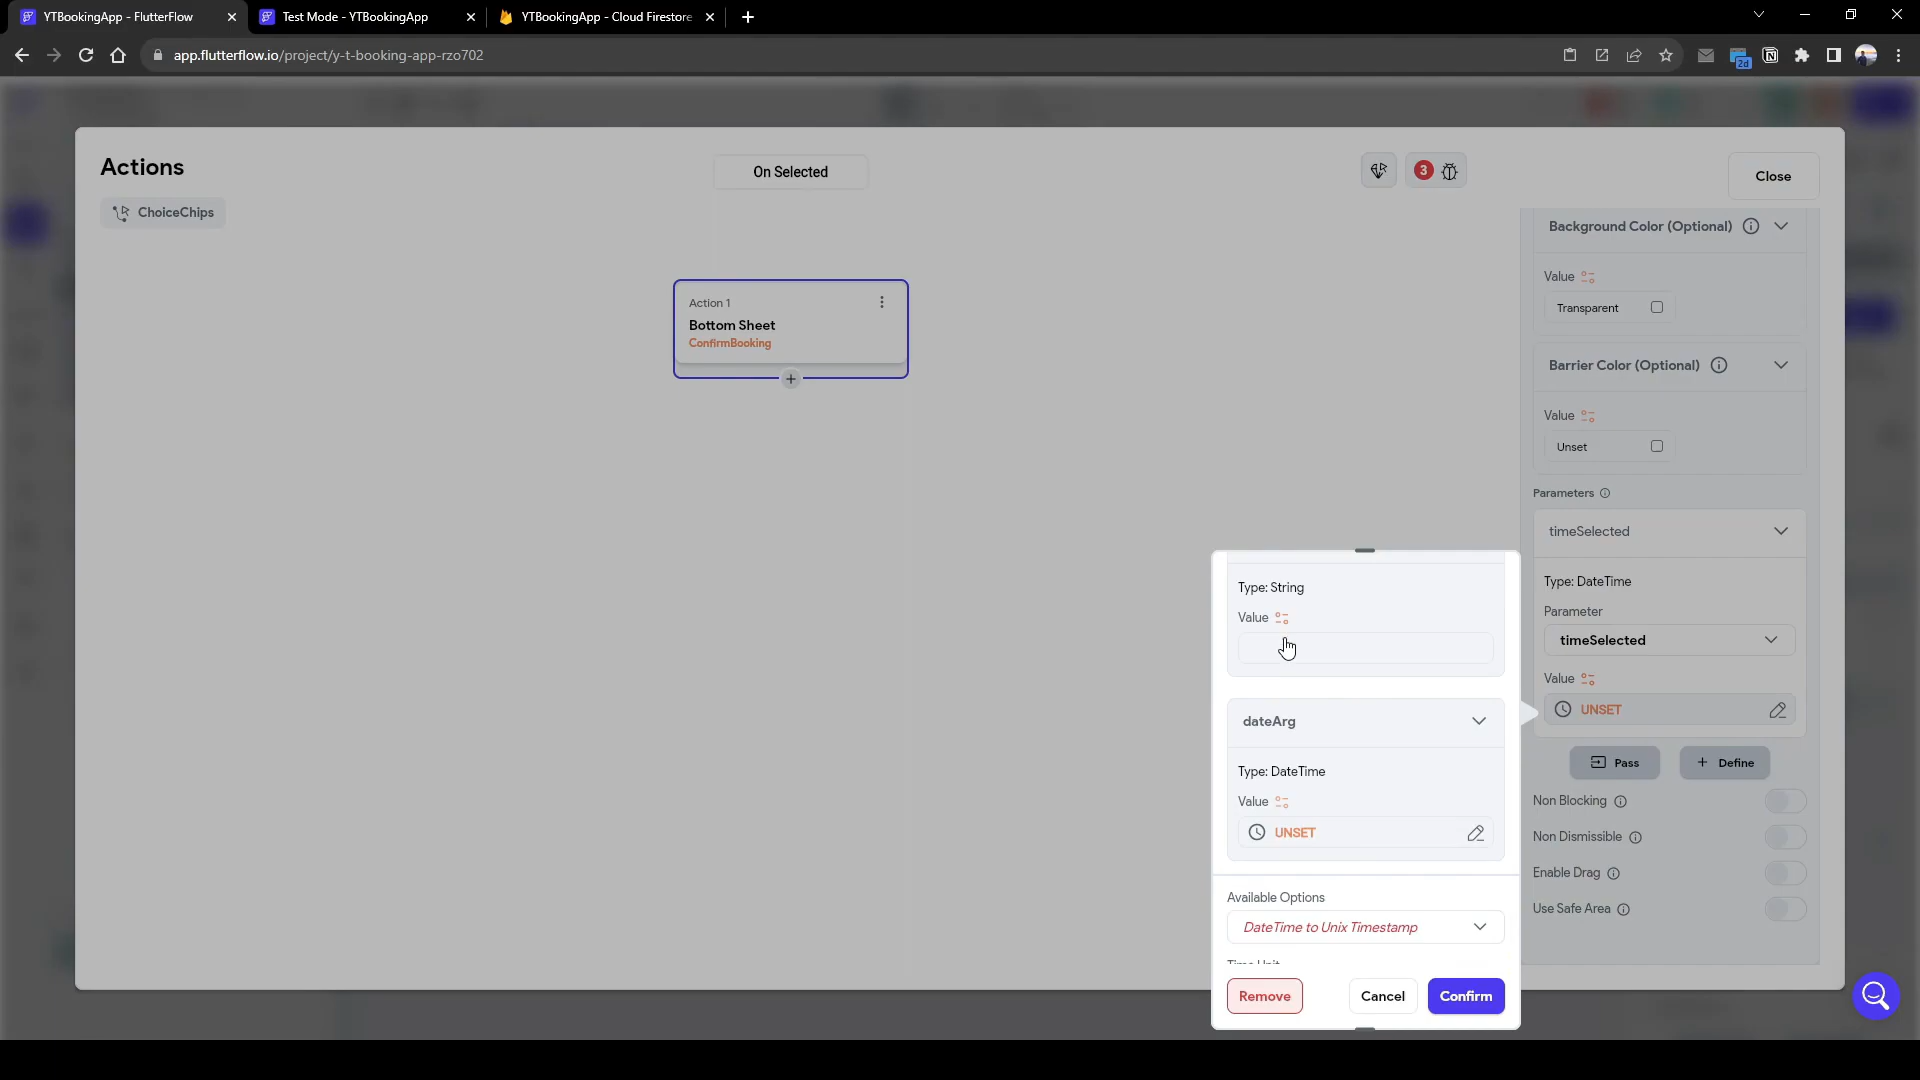 YTBookingApp - FlutterFlow
Test Mode - YTBookingApp
YTBookingApp - Cloud Firestore
app.flutterflow.io/project/y-t-booking-app-rzo702
2d
Actions
On Selected
3
Close
ChoiceChips
Action 1
Bottom Sheet
ConfirmBooking
Background Color (Optional)
Value
Transparent
Barrier Color (Optional)
Value
Unset
Parameters
timeSelected
Type: DateTime
Parameter
timeSelected
Value
UNSET
Pass
Define
Non Blocking
Non Dismissible
Enable Drag
Use Safe Area
Type: String
Value
dateArg
Type: DateTime
Value
UNSET
Available Options
DateTime to Unix Timestamp
Time Unit
Remove
Cancel
Confirm